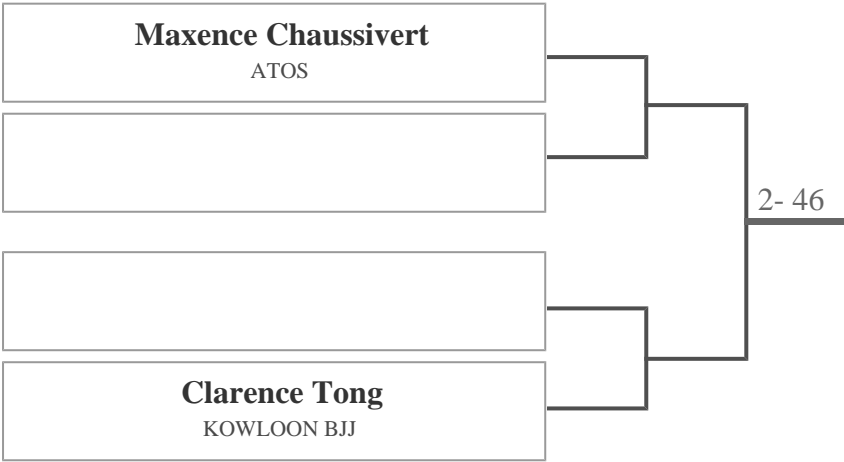 Maxence Chaussivert
ATOS
2- 46
Clarence Tong
KOWLOON BJJ